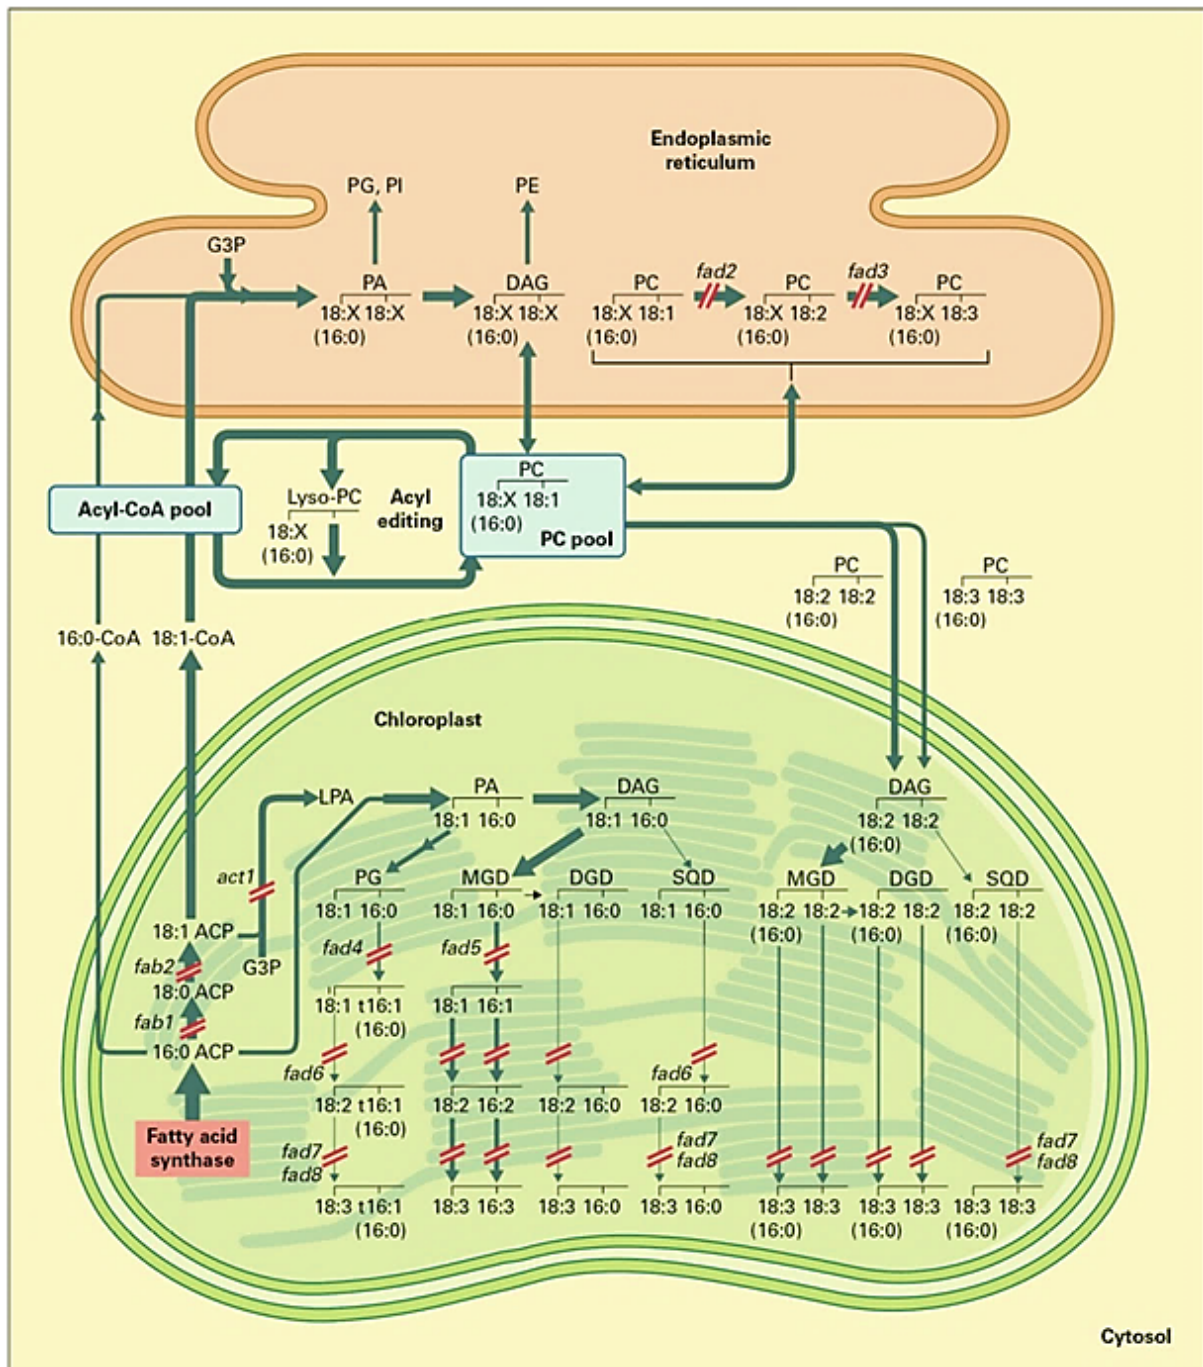 Endoplasmic
reticulum
PG, PI
PE
G3P
PA
18:X 18:X
(16:0)
DAG
18:X 18:X
(16:0)
PC
18:X 18:1
(16:0)
fad2
PC
18:X 18:2
(16:0)
fad3
PC
18:X 18:3
(16:0)
Acyl-CoA pool
Lyso-PC
18:X
(16:0)
Acyl
editing
PC
18:X 18:1
(16:0)
PC pool
PC
18:2 18:2
(16:0)
PC
18:3 18:3
(16:0)
16:0-CoA
18:1-CoA
Chloroplast
LPA
PA
18:1 16:0
DAG
18:1 16:0
DAG
18:2 18:2
(16:0)
act1
18:1 ACP
G3P
fab2
18:0 ACP
fab1
16:0 ACP
Fatty acid
synthase
PG
18:1 16:0
fad4
18:1 t16:1
(16:0)
fad6
18:2 t16:1
(16:0)
fad7
fad8
18:3 t16:1
(16:0)
MGD
18:1 16:0
fad5
18:1 16:1
18:2 16:2
18:3 16:3
DGD
18:1 16:0
18:2 16:0
18:3 16:0
SQD
18:1 16:0
fad6
18:2 16:0
fad7
fad8
18:3 16:0
MGD
18:2 18:2
(16:0)
18:3 18:3
(16:0)
DGD
18:2 18:2
(16:0)
18:3 18:3
(16:0)
SQD
18:2 18:2
(16:0)
fad7
fad8
18:3 18:3
(16:0)
Cytosol